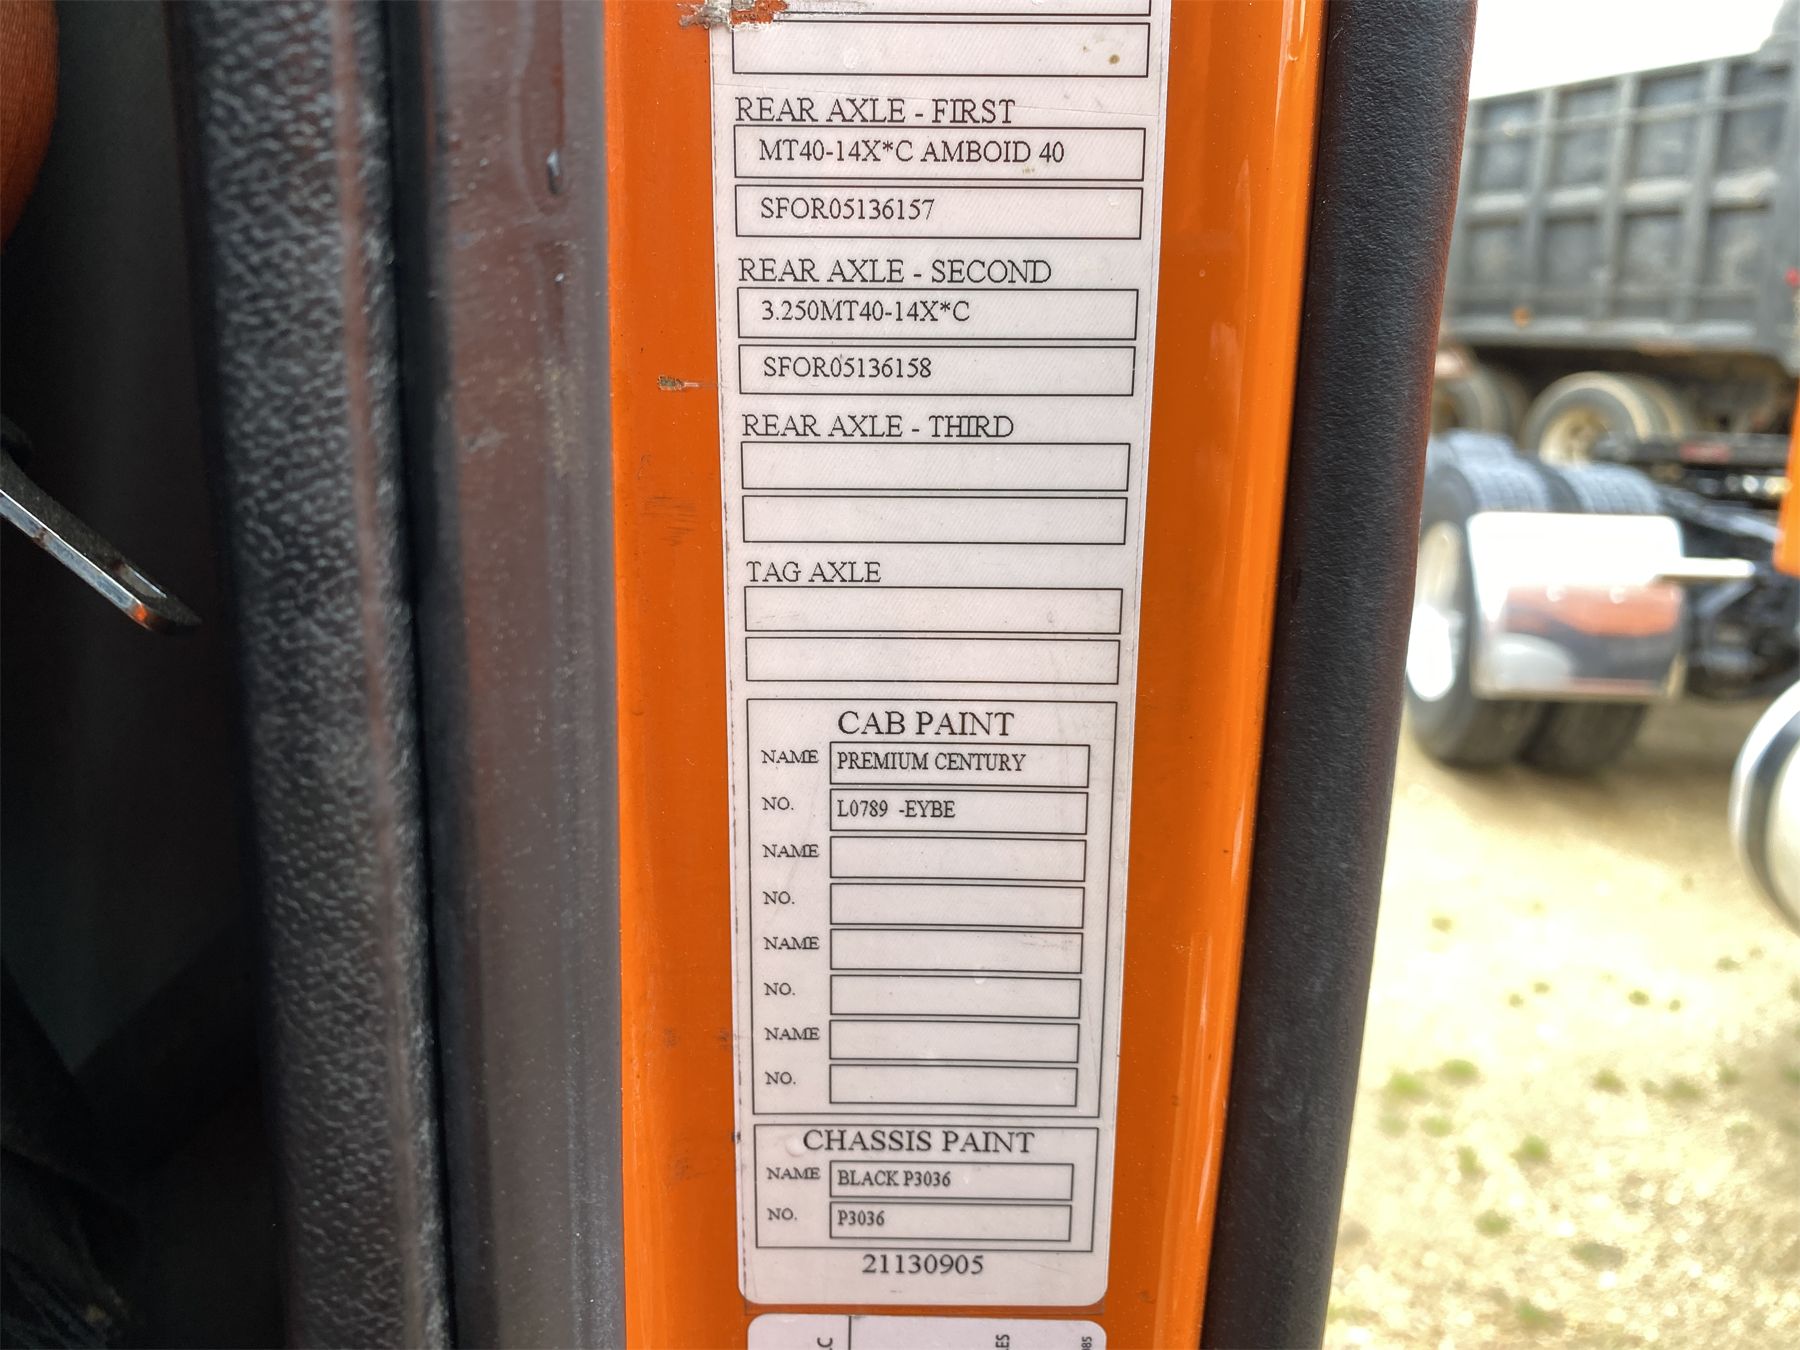 REAR AXLE - FIRST
MT40-14X*C AMBOID 40
SFOR05136157
REAR AXLE - SECOND
3.250MT40-14X*C
SFOR05136158
REAR AXLE - THIRD
TAG AXLE
CAB PAINT
NAME PREMIUM CENTURY
NO. L0789 -EYBE
NAME
NO.
NAME
NO.
NAME
NO.
CHASSIS PAINT
NAME BLACK P3036
NO. P3036
21130905